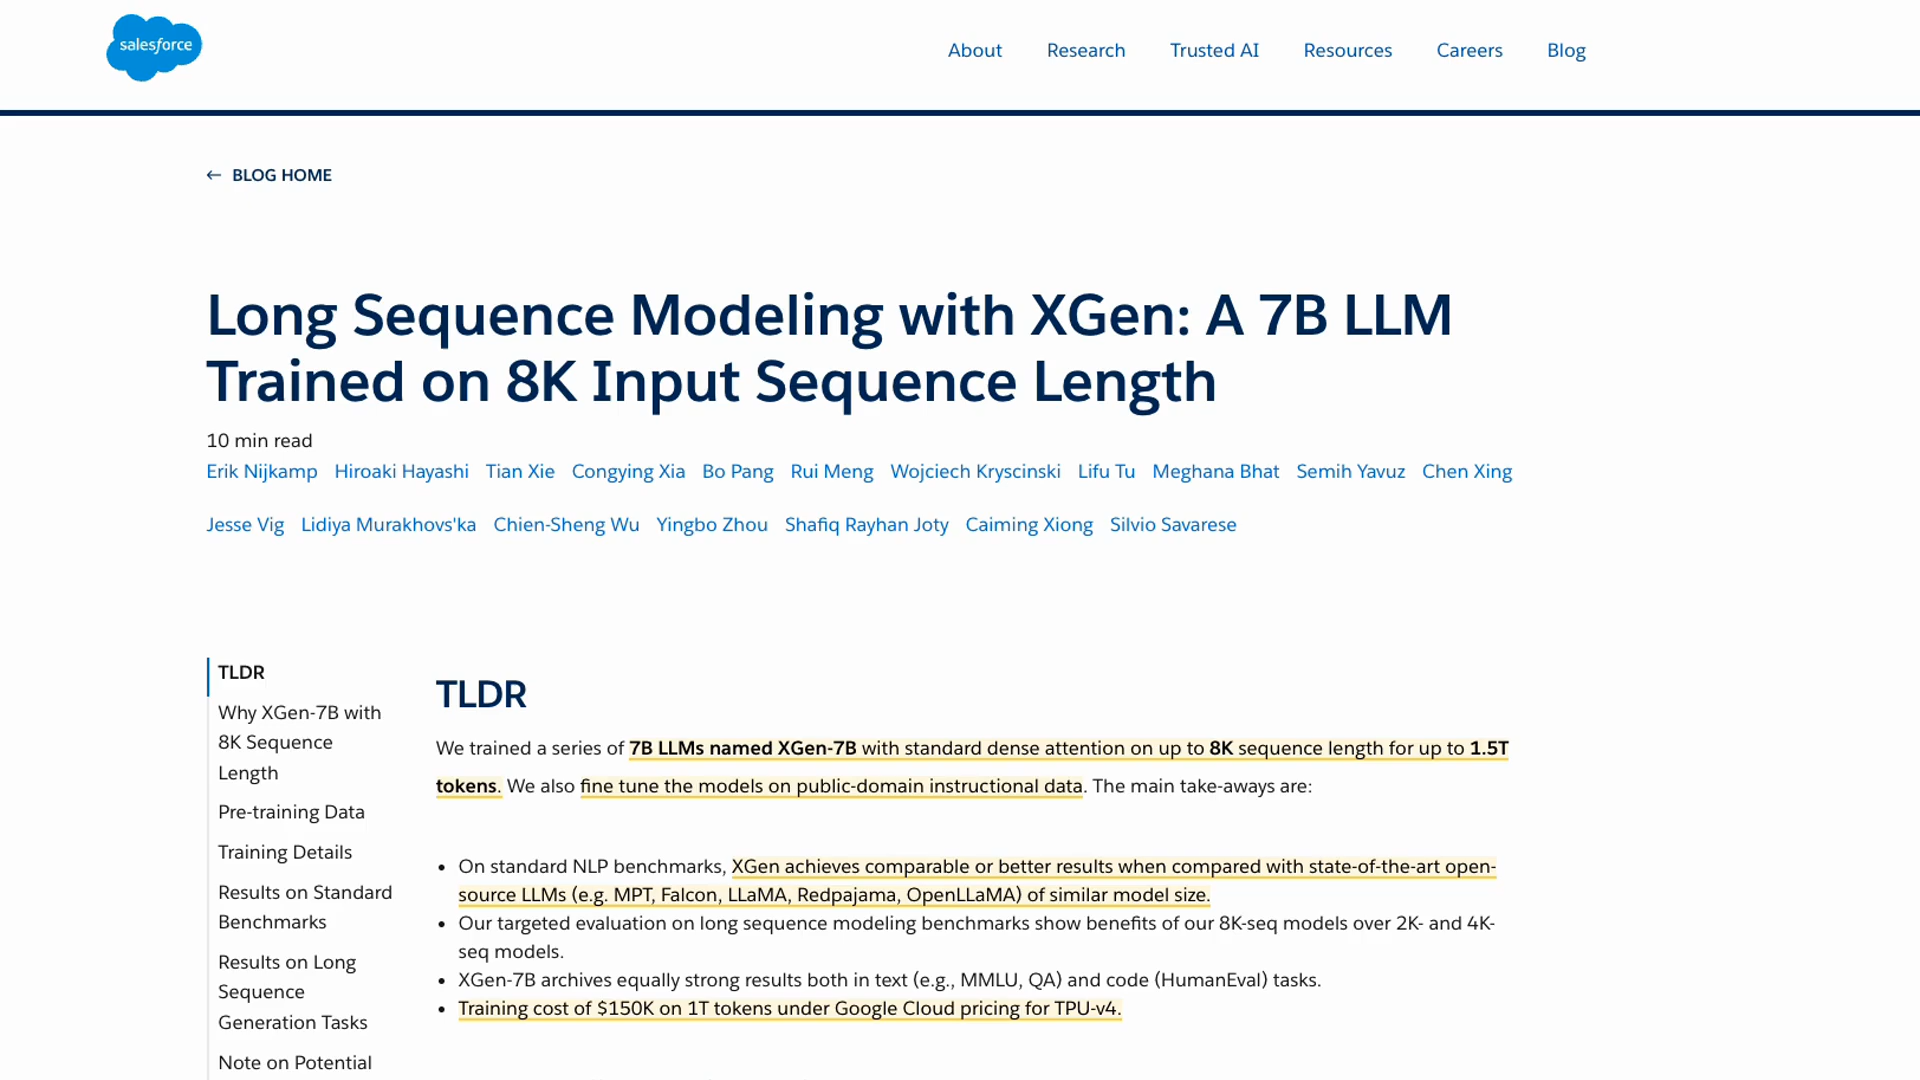 salesforce
About Research Trusted AI Resources Careers Blog
← BLOG HOME
Long Sequence Modeling with XGen: A 7B LLM
Trained on 8K Input Sequence Length
10 min read
Erik Nijkamp Hiroaki Hayashi Tian Xie Congying Xia Bo Pang Rui Meng Wojciech Kryscinski Lifu Tu Meghana Bhat Semih Yavuz Chen Xing
Jesse Vig Lidiya Murakhovs'ka Chien-Sheng Wu Yingbo Zhou Shafiq Rayhan Joty Caiming Xiong Silvio Savarese
TLDR
Why XGen-7B with
8K Sequence
Length
Pre-training Data
Training Details
Results on Standard
Benchmarks
Results on Long
Sequence
Generation Tasks
Note on Potential
TLDR
We trained a series of 7B LLMs named XGen-7B with standard dense attention on up to 8K sequence length for up to 1.5T
tokens. We also fine tune the models on public-domain instructional data. The main take-aways are:
• On standard NLP benchmarks, XGen achieves comparable or better results when compared with state-of-the-art open-
source LLMs (e.g. MPT, Falcon, LLaMA, Redpajama, OpenLLaMA) of similar model size.
• Our targeted evaluation on long sequence modeling benchmarks show benefits of our 8K-seq models over 2K- and 4K-
seq models.
• XGen-7B archives equally strong results both in text (e.g., MMLU, QA) and code (HumanEval) tasks.
• Training cost of $150K on 1T tokens under Google Cloud pricing for TPU-v4.